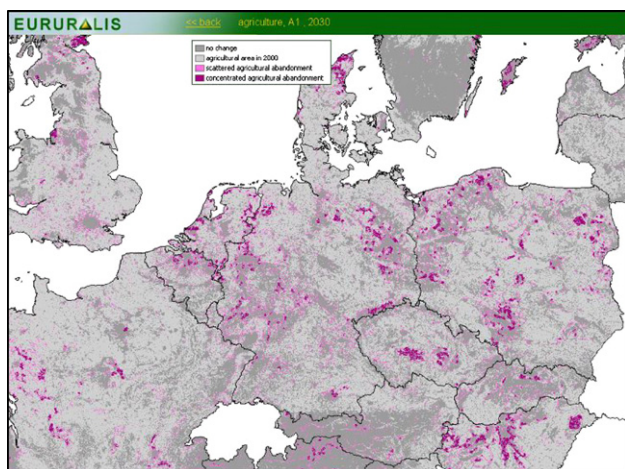 EURURALIS << back agriculture, A1, 2030
no change
agricultural area in 2000
scattered agricultural abandonment
concentrated agricultural abandonment